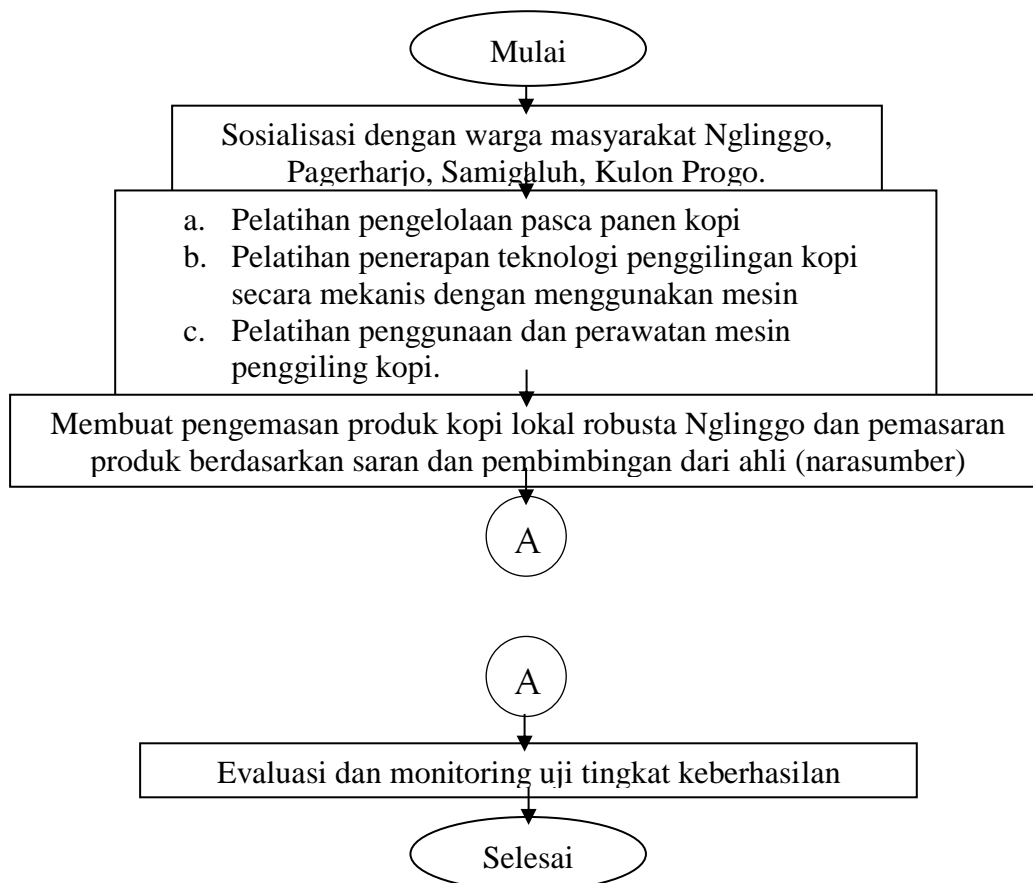 Mulai
Sosialisasi dengan warga masyarakat Nglinggo,
Pagerharjo, Samigaluh, Kulon Progo.
a. Pelatihan pengelolaan pasca panen kopi
b. Pelatihan penerapan teknologi penggilingan kopi
secara mekanis dengan menggunakan mesin
c. Pelatihan penggunaan dan perawatan mesin
penggiling kopi.
Membuat pengemasan produk kopi lokal robusta Nglinggo dan pemasaran
produk berdasarkan saran dan pembimbingan dari ahli (narasumber)
A
A
Evaluasi dan monitoring uji tingkat keberhasilan
Selesai